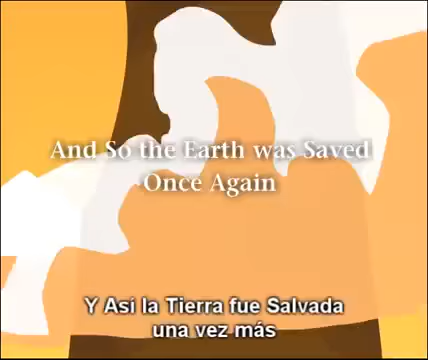 And So the Earth was Saved
Once Again
Y Así la Tierra fue Salvada
una vez más